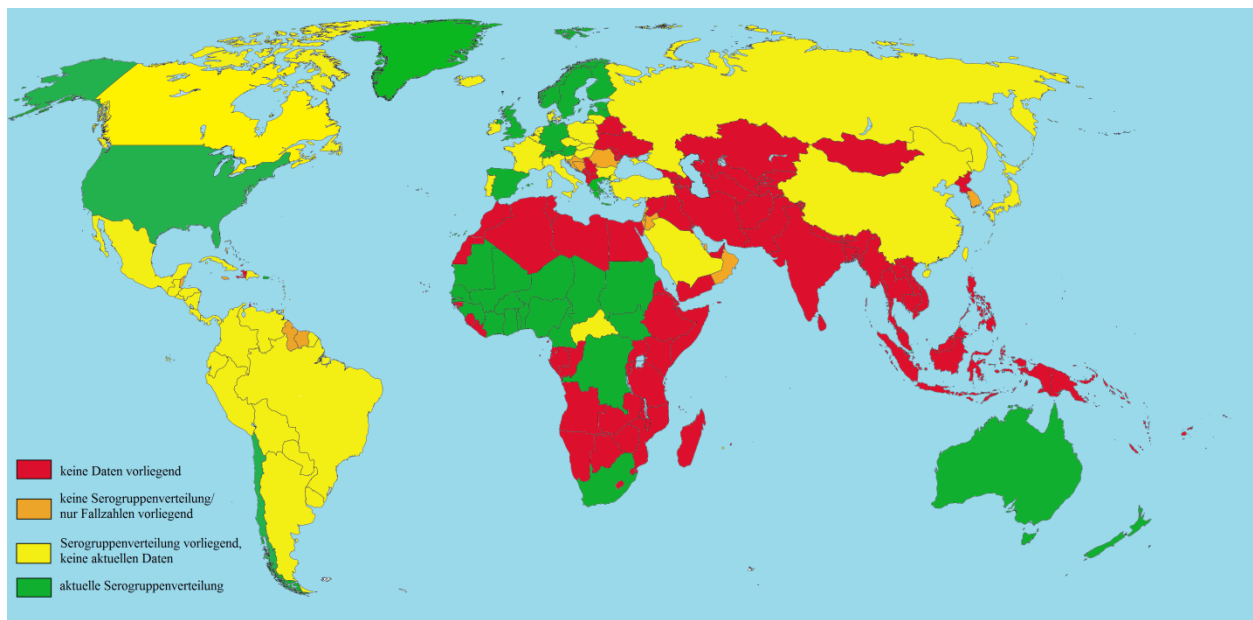 keine Daten vorliegend
keine Serogruppenverteilung/
nur Fallzahlen vorliegend
Serogruppenverteilung vorliegend,
keine aktuellen Daten
aktuelle Serogruppenverteilung